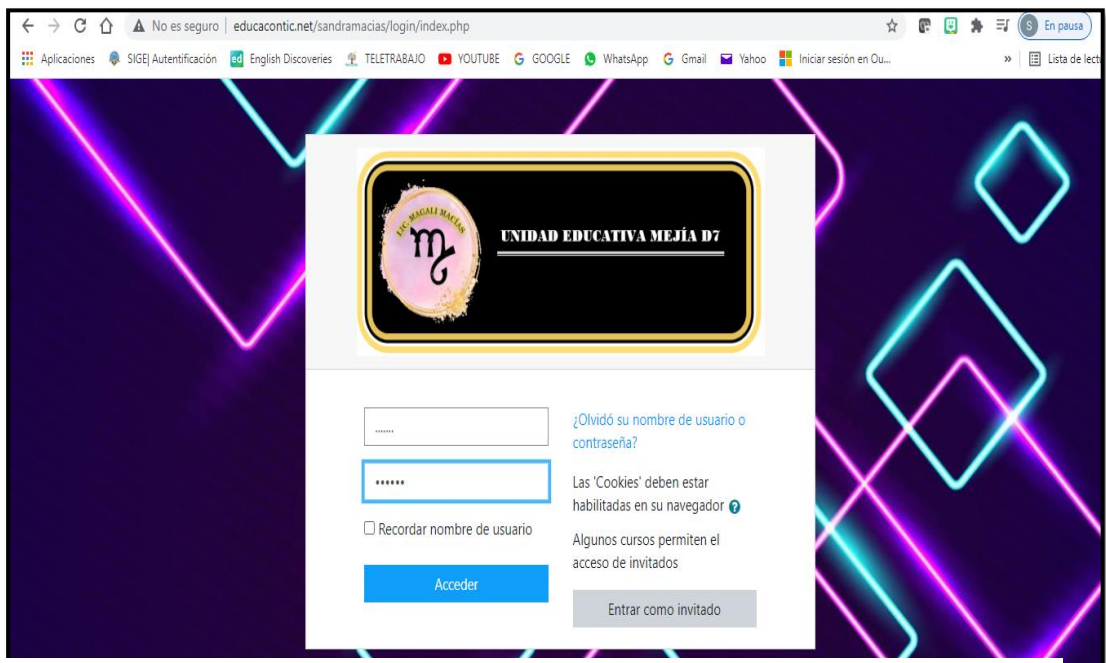 No es seguro | educacontic.net/sandramacias/login/index.php
En pausa
Aplicaciones SIGE| Autentificación English Discoveries TELETRABAJO YOUTUBE GOOGLE WhatsApp Gmail Yahoo Iniciar sesión en Ou... » Lista de lect
LIC. MAGALI MACÍAS
UNIDAD EDUCATIVA MEJÍA D7
¿Olvidó su nombre de usuario o
contraseña?
Las 'Cookies' deben estar
habilitadas en su navegador
Recordar nombre de usuario
Algunos cursos permiten el
acceso de invitados
Acceder
Entrar como invitado